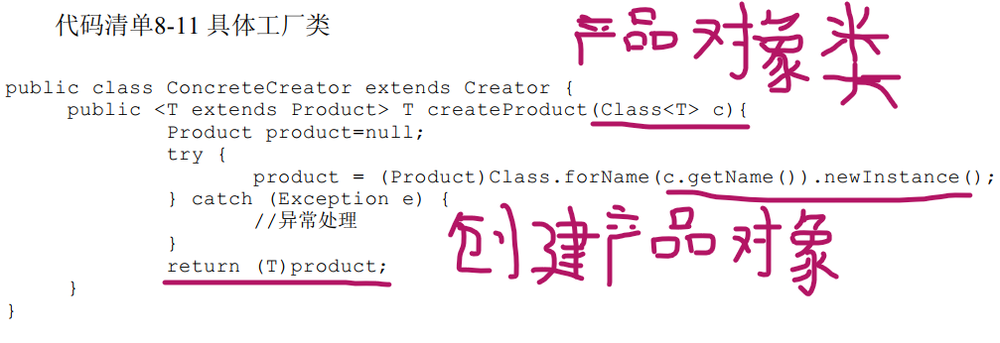 代码清单8-11 具体工厂类
产品对象类
public class ConcreteCreator extends Creator {
public <T extends Product> T createProduct(Class<T> c){
Product product=null;
try {
product = (Product)Class.forName(c.getName()).newInstance();
} catch (Exception e) {
//异常处理
}
创建产品对象
return (T)product;
}
}